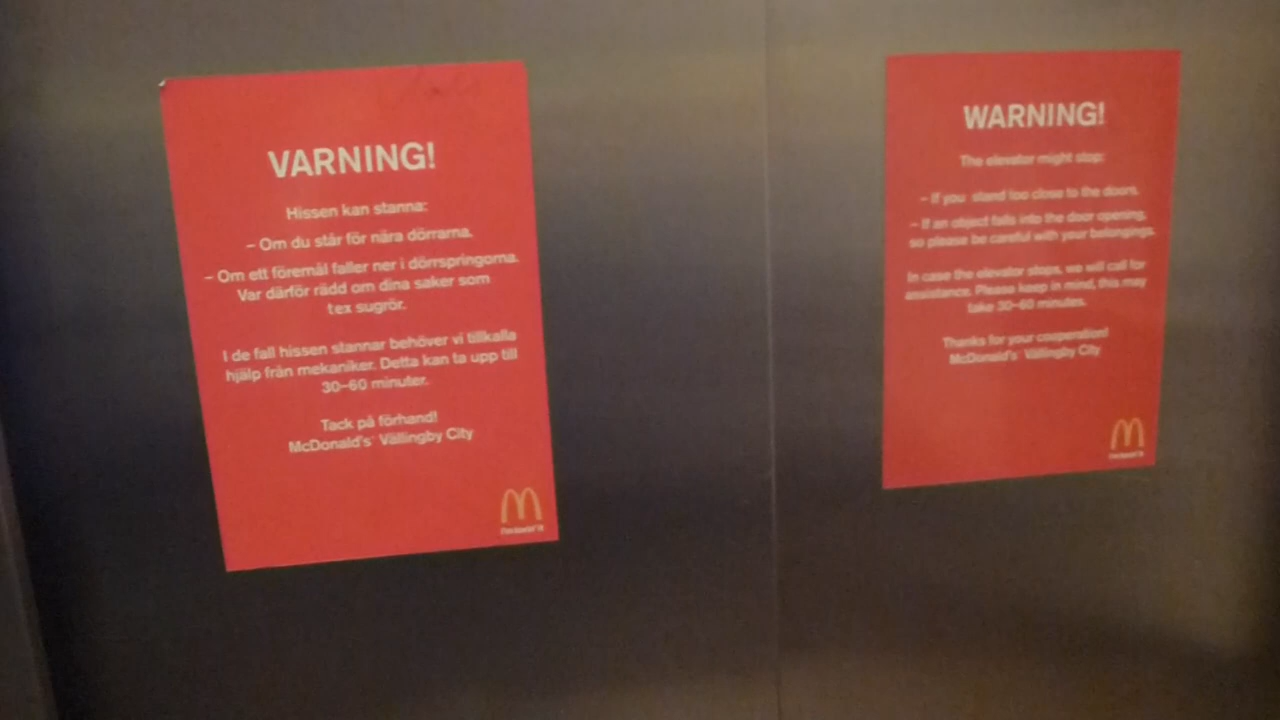 VARNING!
Hissen kan stanna:
– Om du står för nära dörrarna.
– Om ett föremål faller ner i dörrspringorna.
Var därför rädd om dina saker som
tex sugrör.
I de fall hissen stannar behöver vi tillkalla
hjälp från mekaniker. Detta kan ta upp till
30–60 minuter.
Tack på förhand!
McDonald's Vällingby City
i'm lovin' it
WARNING!
The elevator might stop:
– If you stand too close to the doors.
– If an object falls into the door opening,
so please be careful with your belongings.
In case the elevator stops, we will call for
assistance. Please keep in mind, this may
take 30–60 minutes.
Thanks for your cooperation!
McDonald's Vällingby City
i'm lovin' it